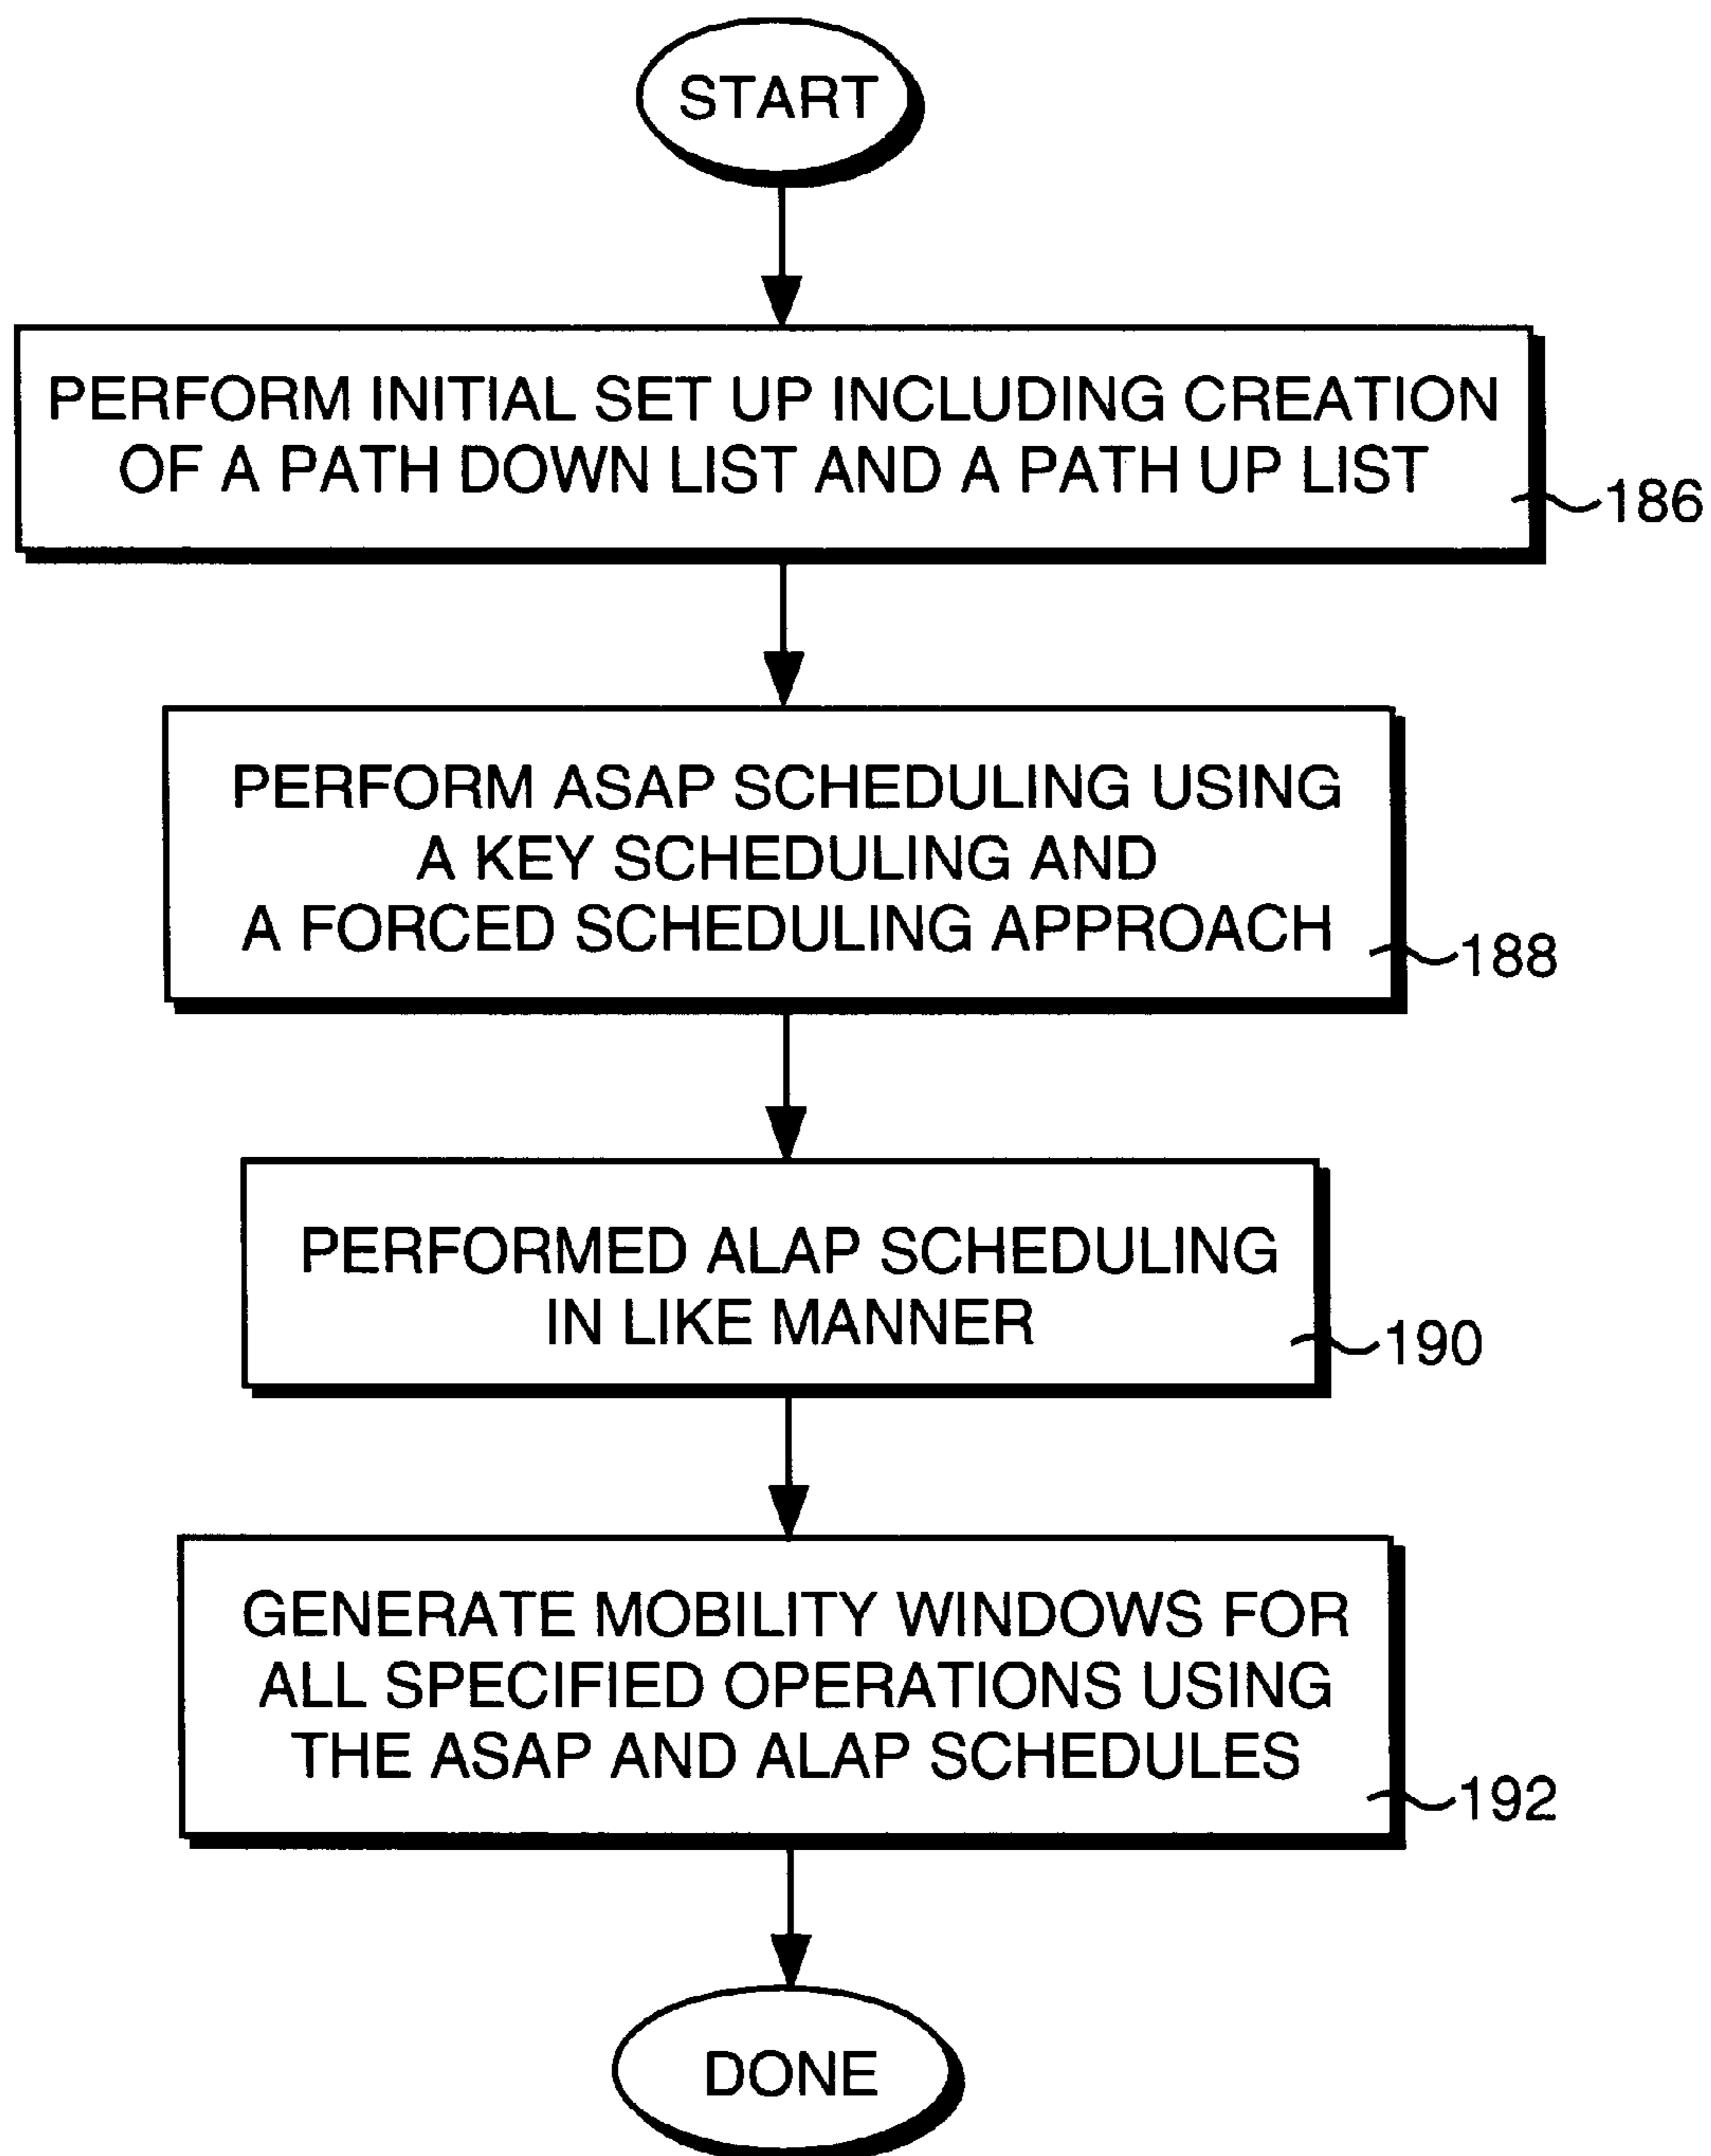 START
PERFORM INITIAL SET UP INCLUDING CREATION
OF A PATH DOWN LIST AND A PATH UP LIST
186
PERFORM ASAP SCHEDULING USING
A KEY SCHEDULING AND
A FORCED SCHEDULING APPROACH
188
PERFORMED ALAP SCHEDULING
IN LIKE MANNER
190
GENERATE MOBILITY WINDOWS FOR
ALL SPECIFIED OPERATIONS USING
THE ASAP AND ALAP SCHEDULES
192
DONE